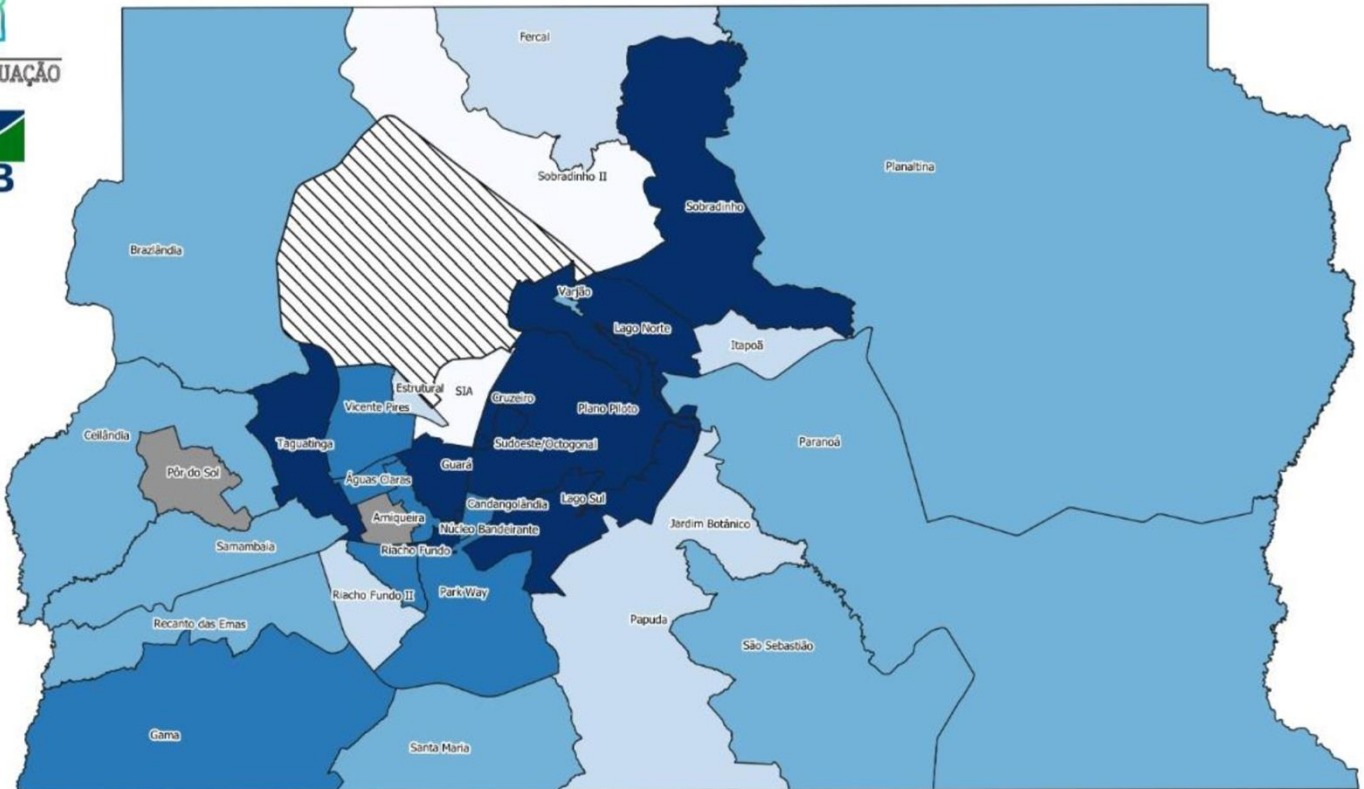 Fercal
UAÇÃO
B
Planaltina
Sobradinho II
Sobradinho
Brazlândia
Varjão
Lago Norte
Itapoã
Estrutural
SIA
Cruzeiro
Vicente Pires
Plano Piloto
Ceilândia
Taguatinga
Sudoeste/Octogonal
Paranoá
Guará
Pôr do Sol
Águas Claras
Lago Sul
Candangolândia
Arniqueira
Jardim Botânico
Núcleo Bandeirante
Samambaia
Riacho Fundo
Riacho Fundo II
Park Way
Recanto das Emas
Papuda
São Sebastião
Gama
Santa Maria